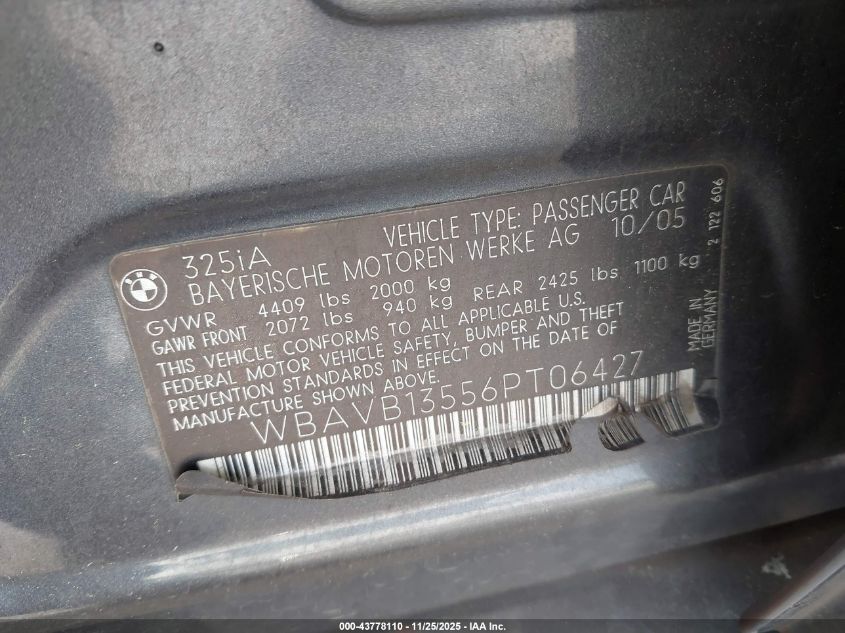 BMW
325iA
VEHICLE TYPE: PASSENGER CAR
BAYERISCHE MOTOREN WERKE AG 10/05
GVWR 4409 lbs 2000 kg
GAWR FRONT 2072 lbs 940 kg REAR 2425 lbs 1100 kg
THIS VEHICLE CONFORMS TO ALL APPLICABLE U.S.
FEDERAL MOTOR VEHICLE SAFETY, BUMPER AND THEFT
PREVENTION STANDARDS IN EFFECT ON THE DATE OF
MANUFACTURE SHOWN ABOVE.
WBAVB13556PT06427
MADE IN
GERMANY
2 122 606
000-43778110 - 11/25/2025 - IAA Inc.